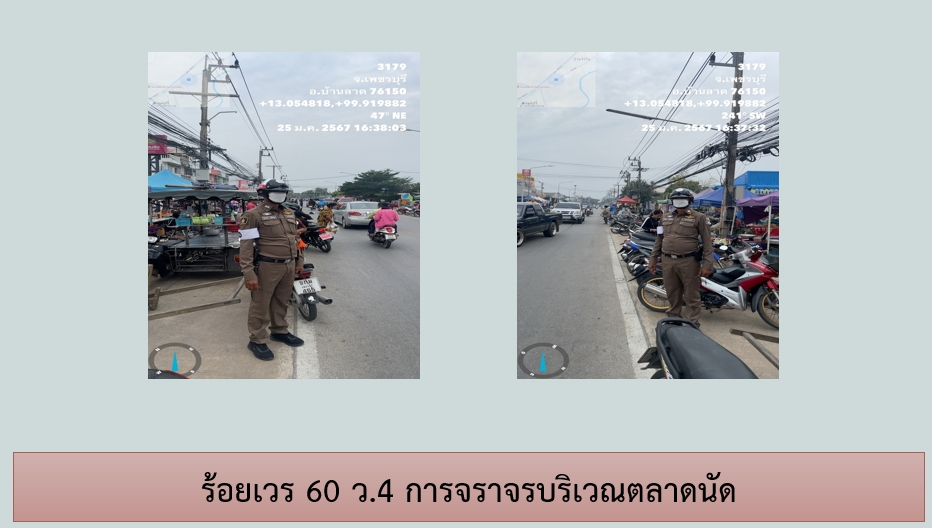 3179
จ.เพชรบุรี
อ.บ้านลาด 76150
+13.054818,+99.919882
47° NE
25 ม.ค. 2567 16:38:03
3179
จ.เพชรบุรี
อ.บ้านลาด 76150
+13.054818,+99.919882
241° SW
25 ม.ค. 2567 16:37:32
ร้อยเวร 60 ว.4 การจราจรบริเวณตลาดนัด